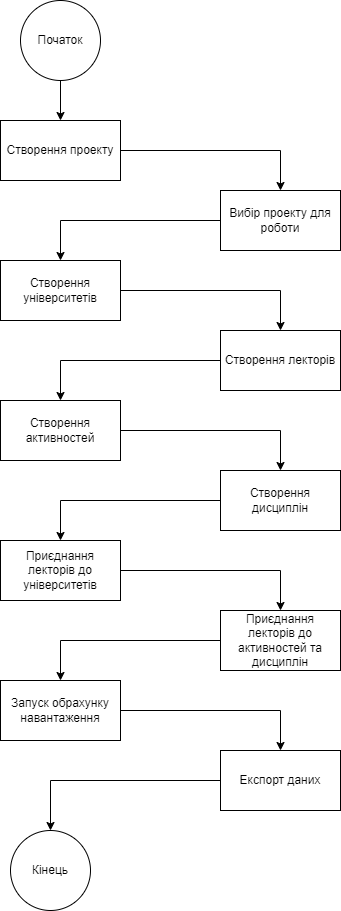 Початок
Створення проекту
Вибір проекту для
роботи
Створення
університетів
Створення лекторів
Створення
активностей
Створення
дисциплін
Приєднання
лекторів до
університетів
Приєднання
лекторів до
активностей та
дисциплін
Запуск обрахунку
навантаження
Експорт даних
Кінець